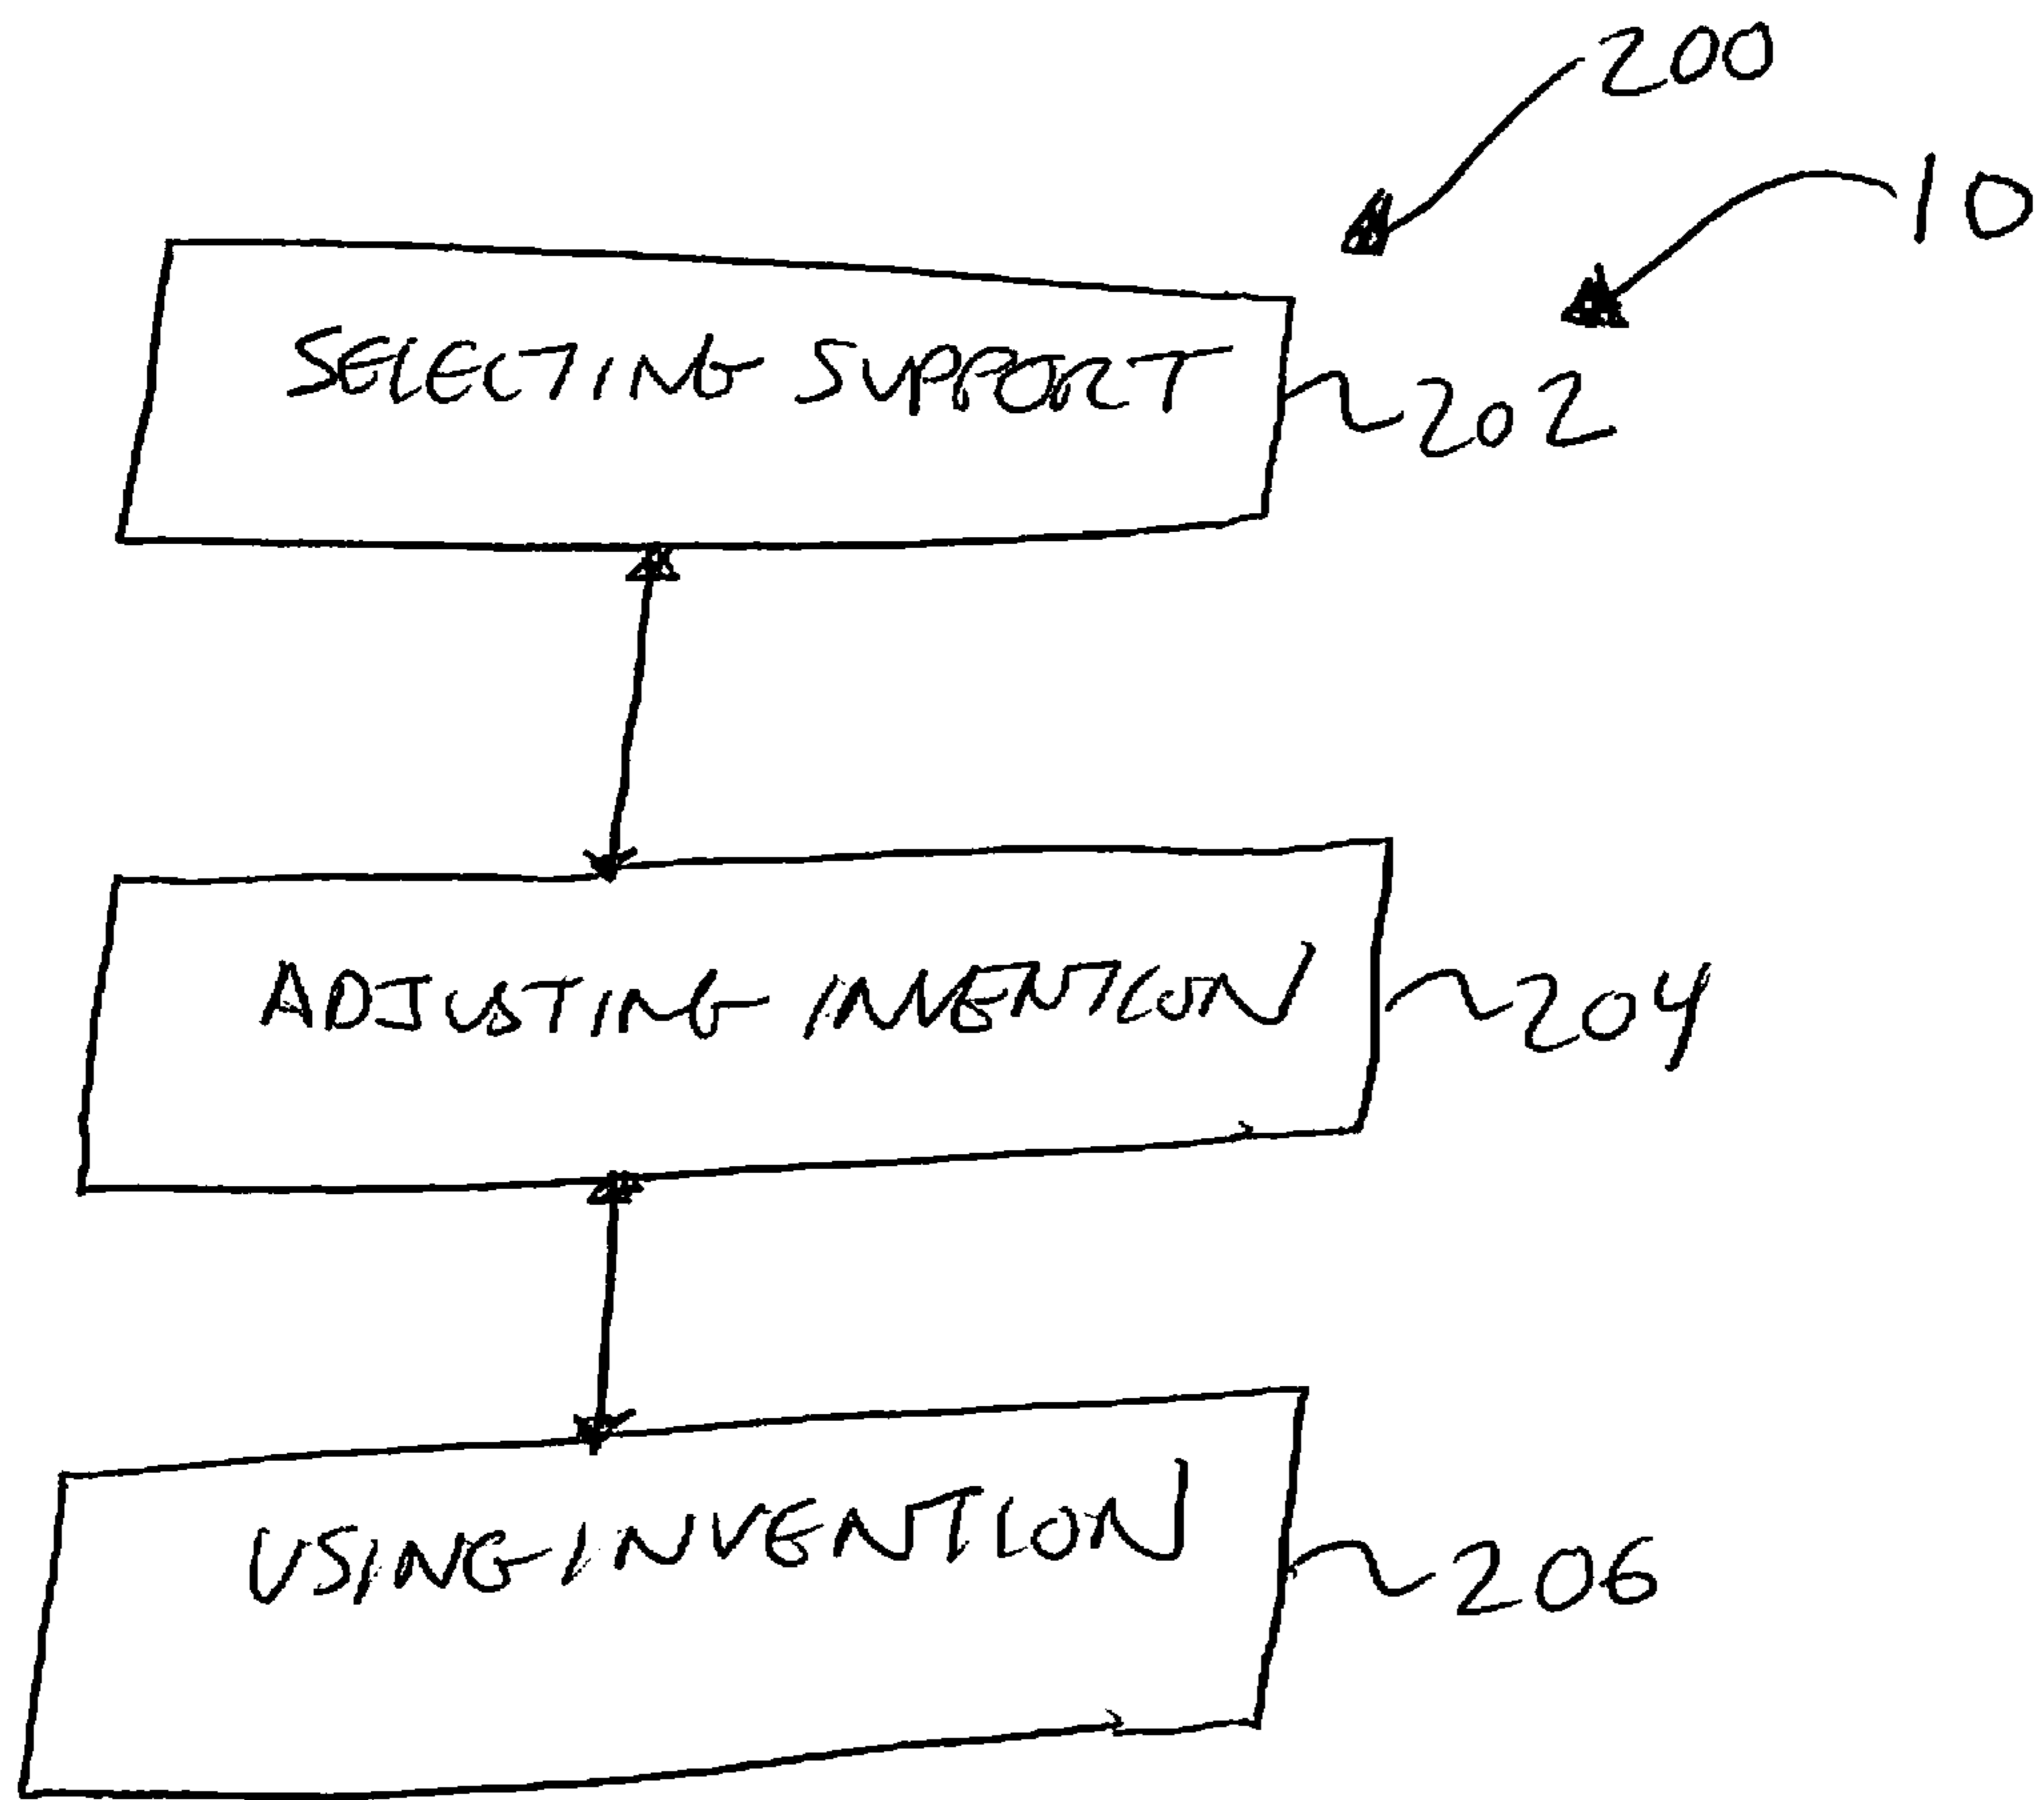 200
10
SELECTING SUPPORT
202
ADJUSTING INVENTION
204
USING INVENTION
206